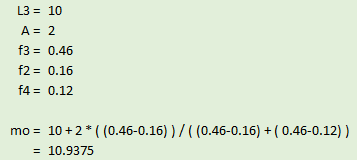 L3 = 10
A = 2
f3 = 0.46
f2 = 0.16
f4 = 0.12
mo = 10 + 2 * ( (0.46-0.16) ) / ( (0.46-0.16) + ( 0.46-0.12) )
= 10.9375